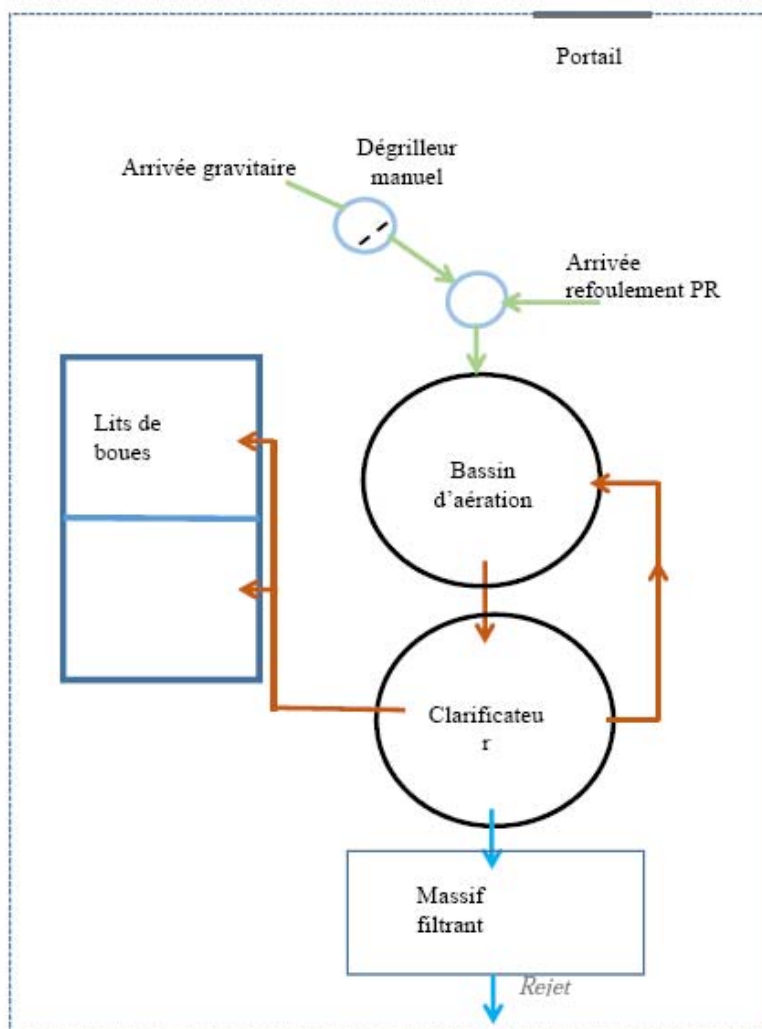 Portail
Arrivée gravitaire
Dégrilleur
manuel
Arrivée
refoulement PR
Lits de
boues
Bassin
d’aération
Clarificateu
r
Massif
filtrant
Rejet